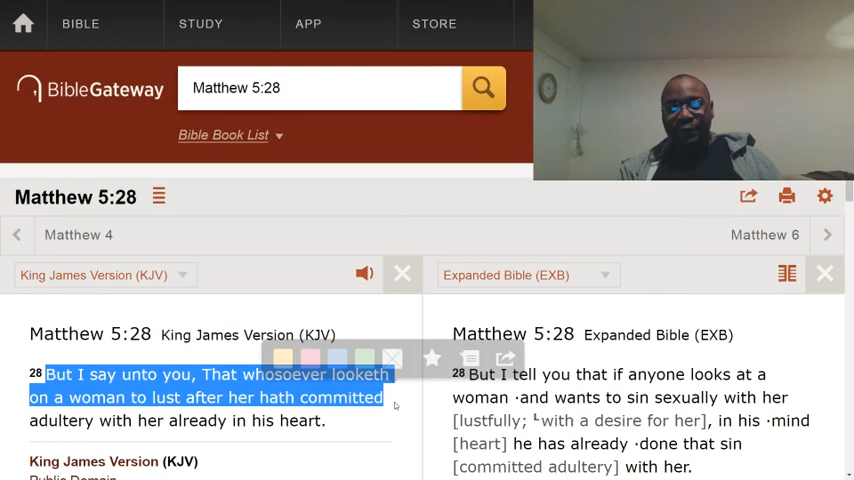 BIBLE STUDY APP STORE
BibleGateway
Matthew 5:28
Bible Book List
Matthew 5:28
Matthew 4
Matthew 6
King James Version (KJV)
Expanded Bible (EXB)
Matthew 5:28 King James Version (KJV)
28 But I say unto you, That whosoever looketh
on a woman to lust after her hath committed
adultery with her already in his heart.
King James Version (KJV)
Public Domain
Matthew 5:28 Expanded Bible (EXB)
28 But I tell you that if anyone looks at a
woman ·and wants to sin sexually with her
[lustfully; └with a desire for her], in his ·mind
[heart] he has already ·done that sin
[committed adultery] with her.